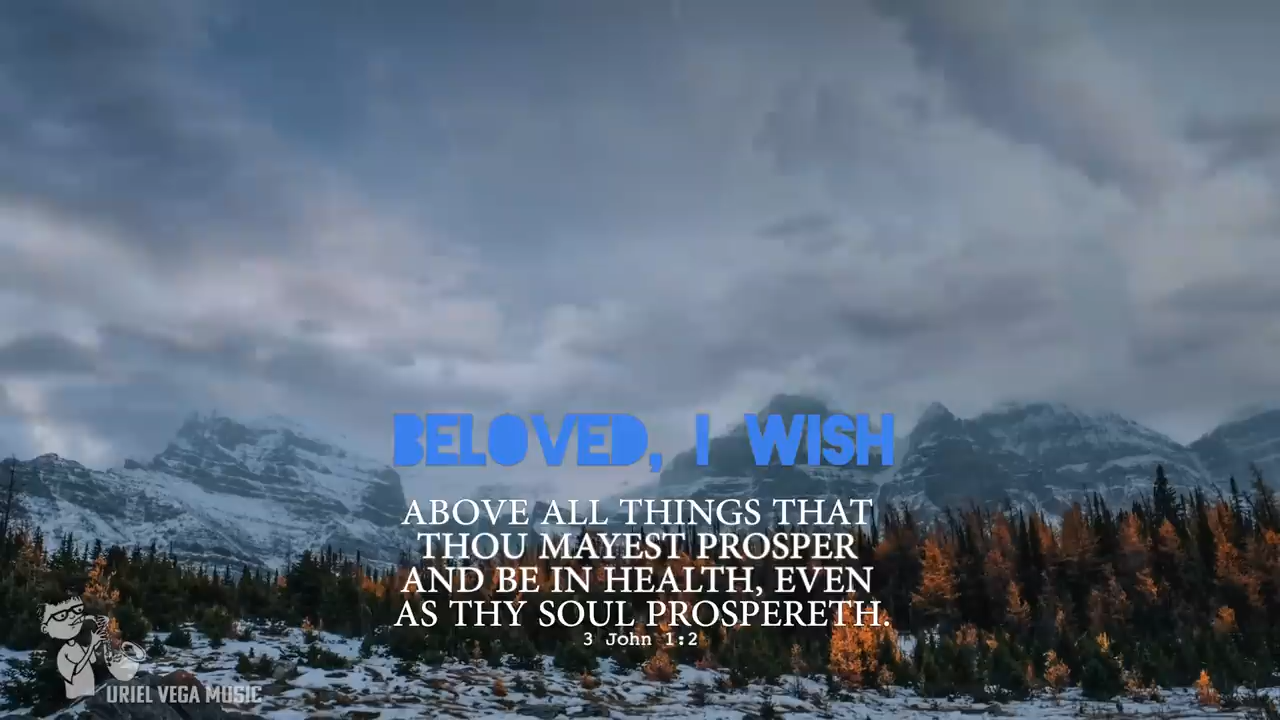 BELOVED, I WISH
ABOVE ALL THINGS THAT
THOU MAYEST PROSPER
AND BE IN HEALTH, EVEN
AS THY SOUL PROSPERETH.
3 John 1:2
URIEL VEGA MUSIC